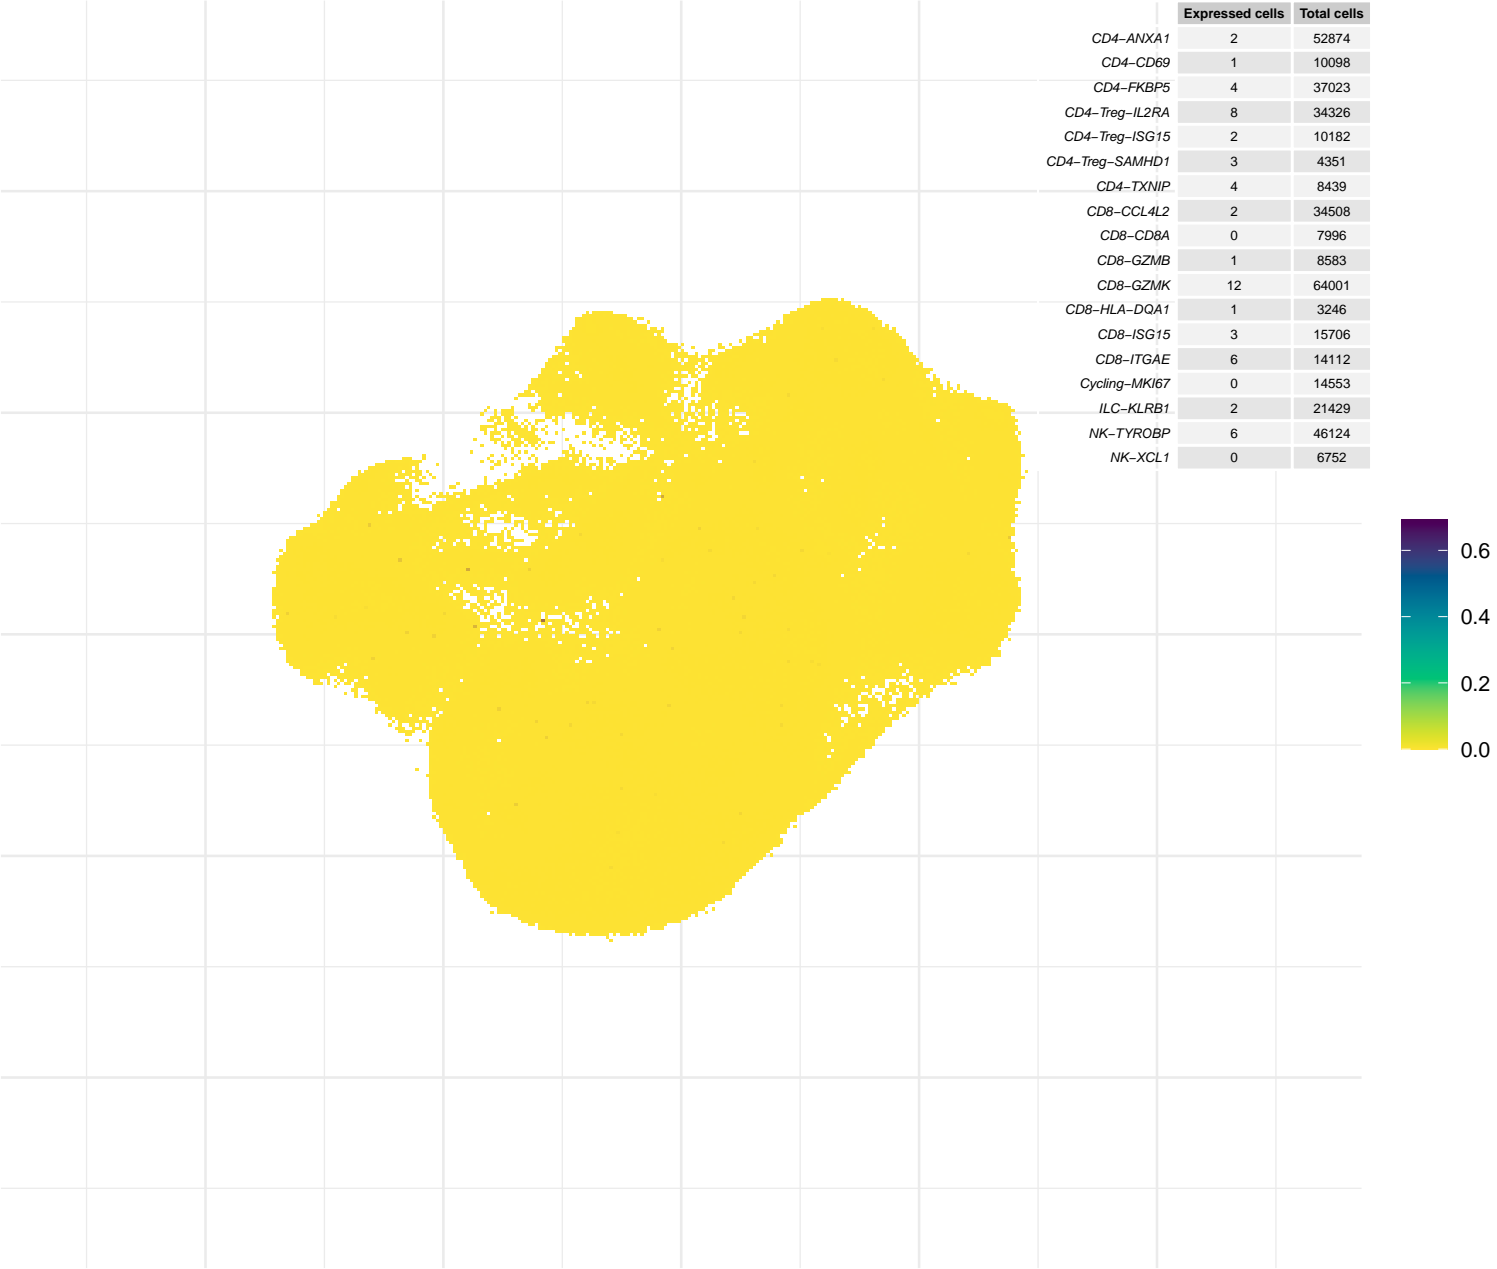 Expressed cells Total cells
CD4−ANXA1 2 52874
CD4−CD69 1 10098
CD4−FKBP5 4 37023
CD4−Treg−IL2RA 8 34326
CD4−Treg−ISG15 2 10182
CD4−Treg−SAMHD1 3 4351
CD4−TXNIP 4 8439
CD8−CCL4L2 2 34508
CD8−CD8A 0 7996
CD8−GZMB 1 8583
CD8−GZMK 12 64001
CD8−HLA−DQA1 1 3246
CD8−ISG15 3 15706
CD8−ITGAE 6 14112
Cycling−MKI67 0 14553
ILC−KLRB1 2 21429
NK−TYROBP 6 46124
NK−XCL1 0 6752
0.6
0.4
0.2
0.0